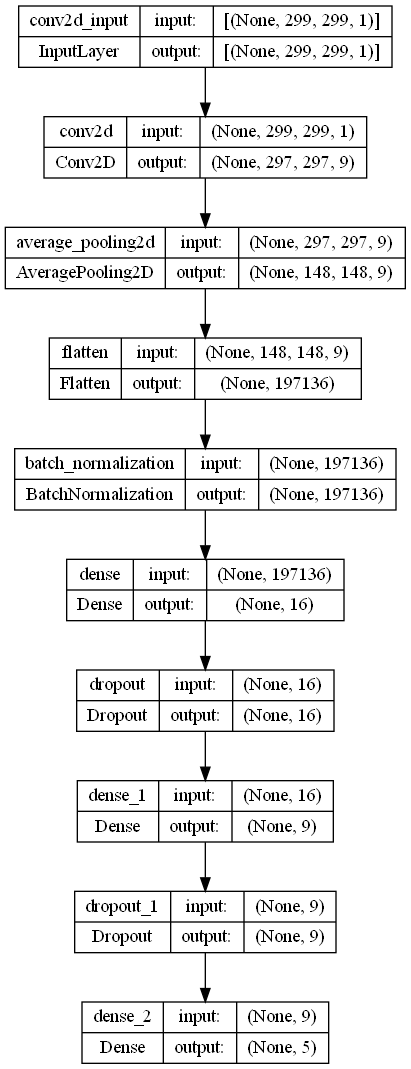 conv2d_input input: [(None, 299, 299, 1)]
InputLayer output: [(None, 299, 299, 1)]
conv2d input: (None, 299, 299, 1)
Conv2D output: (None, 297, 297, 9)
average_pooling2d input: (None, 297, 297, 9)
AveragePooling2D output: (None, 148, 148, 9)
flatten input: (None, 148, 148, 9)
Flatten output: (None, 197136)
batch_normalization input: (None, 197136)
BatchNormalization output: (None, 197136)
dense input: (None, 197136)
Dense output: (None, 16)
dropout input: (None, 16)
Dropout output: (None, 16)
dense_1 input: (None, 16)
Dense output: (None, 9)
dropout_1 input: (None, 9)
Dropout output: (None, 9)
dense_2 input: (None, 9)
Dense output: (None, 5)